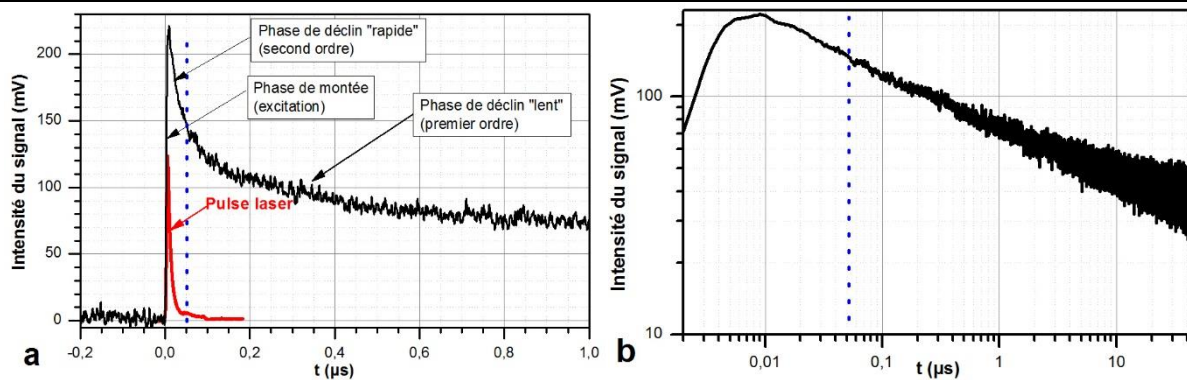 Intensité du signal (mV)
200
150
100
50
0
Phase de déclin "rapide"
(second ordre)
Phase de montée
(excitation)
Phase de déclin "lent"
(premier ordre)
Pulse laser
-0,2
0,0
0,2
0,4
0,6
0,8
1,0
t (µs)
a
Intensité du signal (mV)
100
10
0,01
0,1
1
10
t (µs)
b